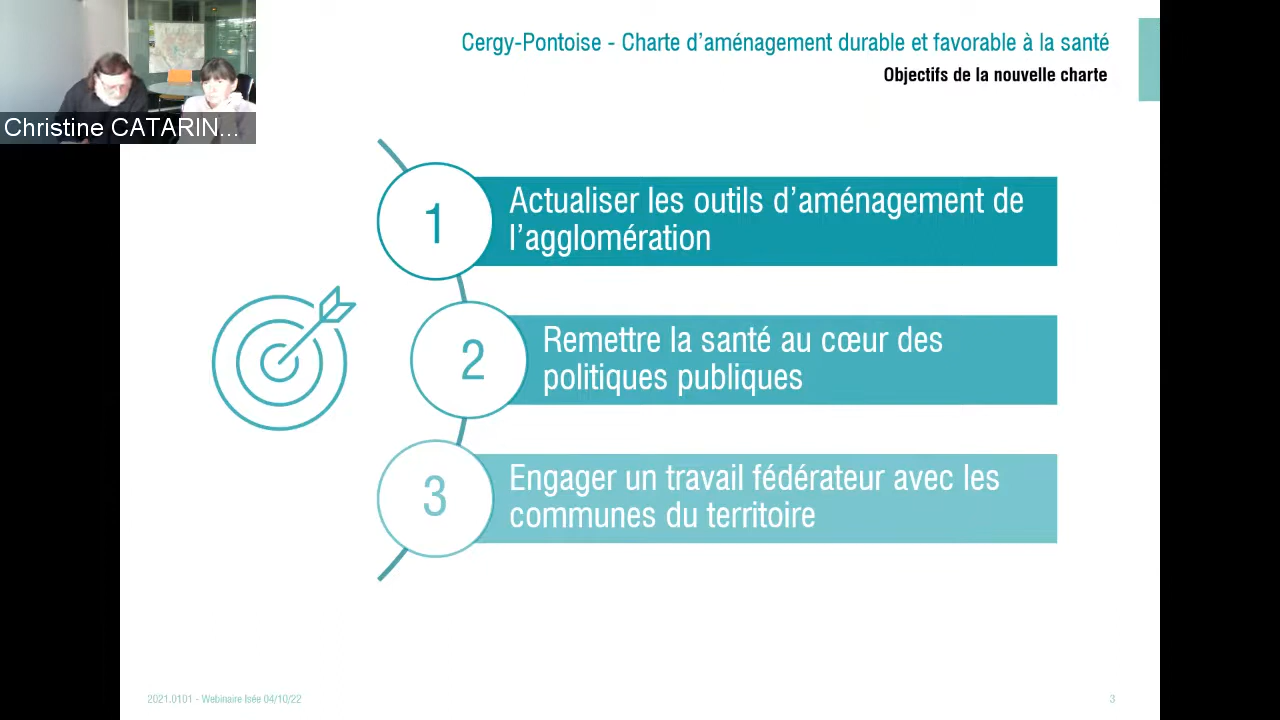 Cergy-Pontoise - Charte d'aménagement durable et favorable à la santé
Objectifs de la nouvelle charte
Christine CATARIN...
1
Actualiser les outils d'aménagement de
l'agglomération
2
Remettre la santé au cœur des
politiques publiques
3
Engager un travail fédérateur avec les
communes du territoire
2021.0101 - Webinaire Isée 04/10/22
3